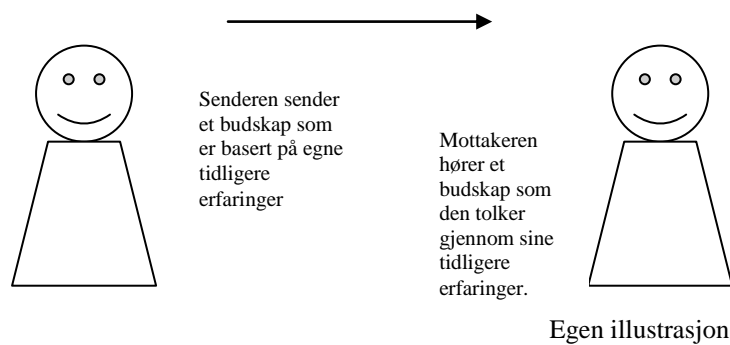 Senderen sender
et budskap som
er basert på egne
tidligere
erfaringer
Mottakeren
hører et
budskap som
den tolker
gjennom sine
tidligere
erfaringer.
Egen illustrasjon